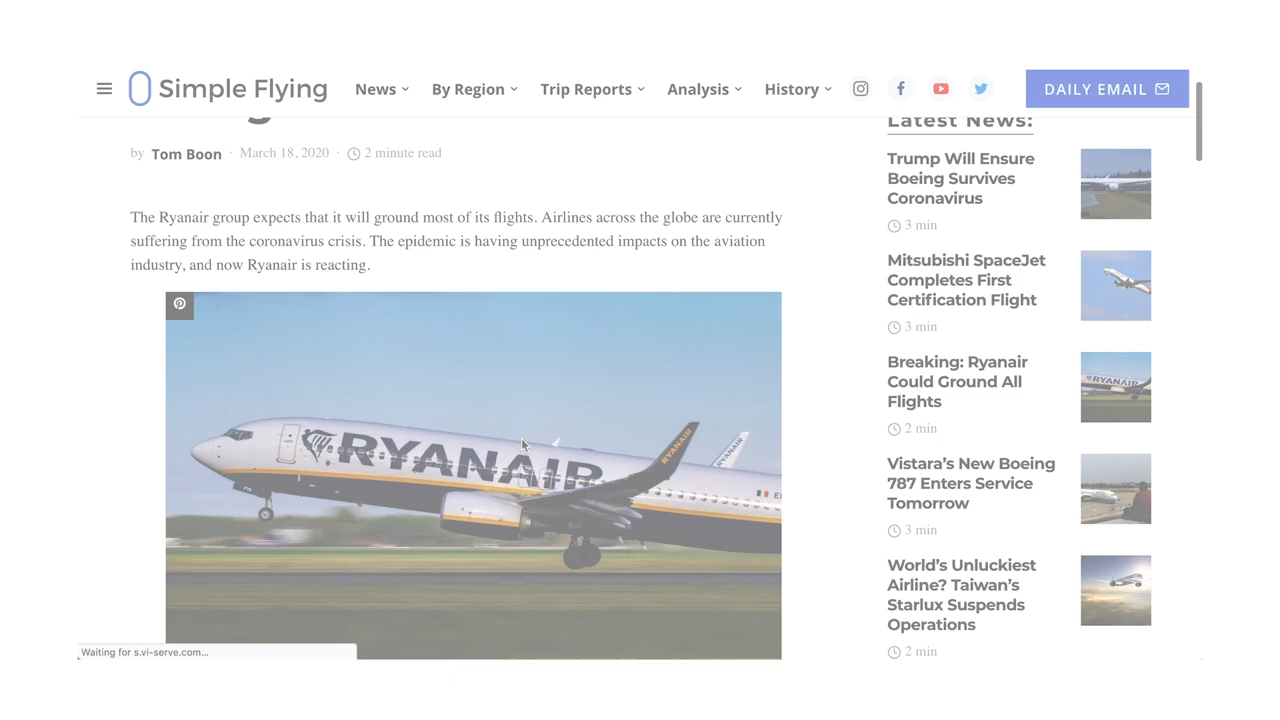 Simple Flying
News
By Region
Trip Reports
Analysis
History
DAILY EMAIL
by Tom Boon · March 18, 2020 · 2 minute read
The Ryanair group expects that it will ground most of its flights. Airlines across the globe are currently
suffering from the coronavirus crisis. The epidemic is having unprecedented impacts on the aviation
industry, and now Ryanair is reacting.
RYANAIR
RYANAIR
RYANAIR
EI
Waiting for s.vi-serve.com...
Latest News:
Trump Will Ensure
Boeing Survives
Coronavirus
3 min
Mitsubishi SpaceJet
Completes First
Certification Flight
3 min
Breaking: Ryanair
Could Ground All
Flights
2 min
RYANAIR
Vistara’s New Boeing
787 Enters Service
Tomorrow
3 min
World’s Unluckiest
Airline? Taiwan’s
Starlux Suspends
Operations
2 min